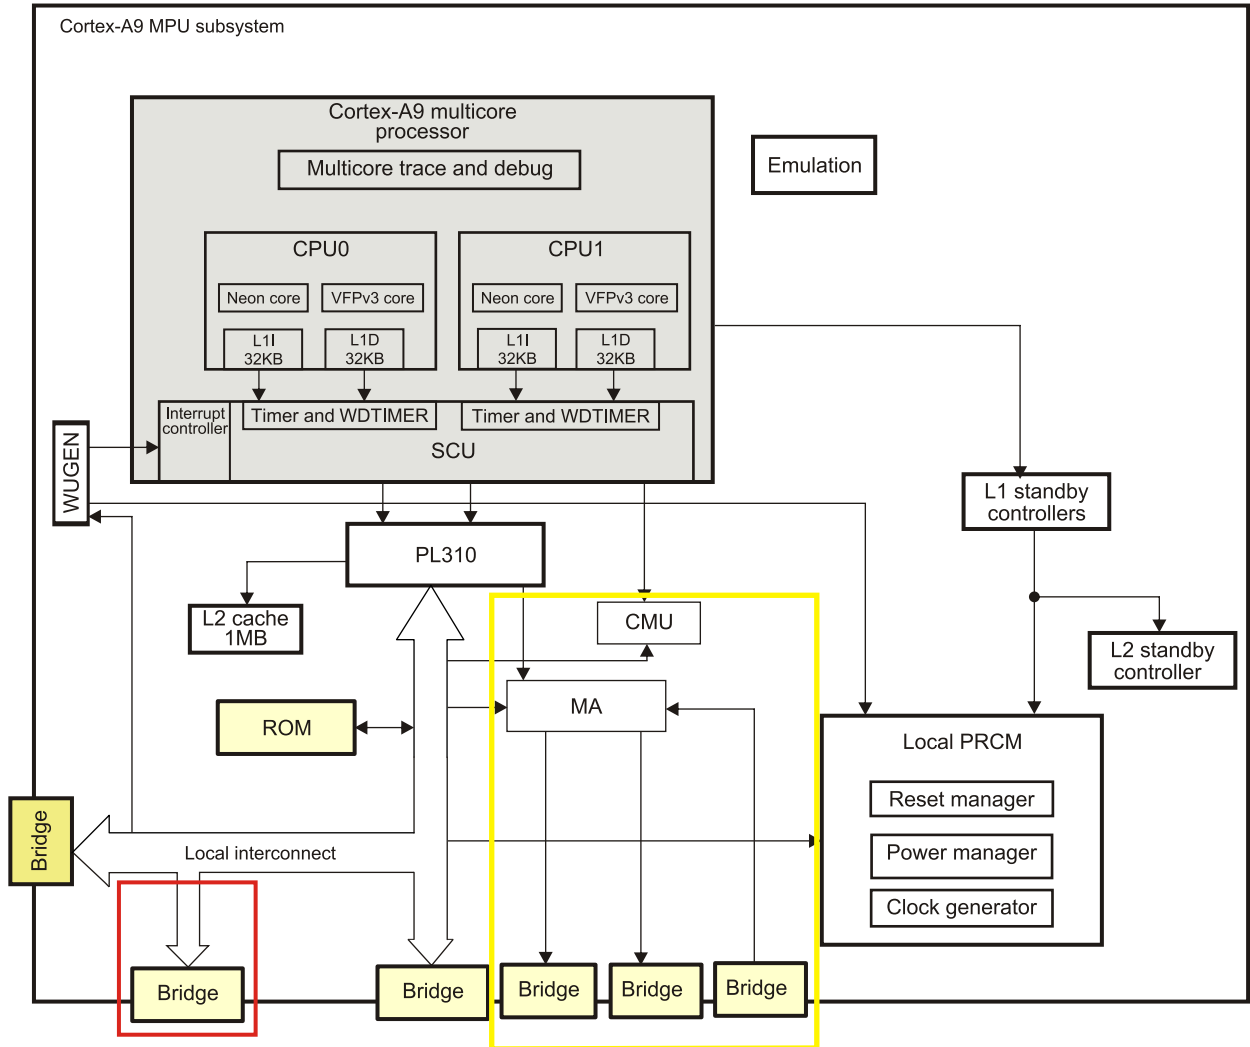 Cortex-A9 MPU subsystem
Cortex-A9 multicore
processor
Multicore trace and debug
Emulation
CPU0
CPU1
Neon core
VFPv3 core
Neon core
VFPv3 core
L1I
32KB
L1D
32KB
L1I
32KB
L1D
32KB
Interrupt
controller
Timer and WDTIMER
Timer and WDTIMER
SCU
WUGEN
L1 standby
controllers
PL310
L2 cache
1MB
CMU
L2 standby
controller
MA
ROM
Local PRCM
Reset manager
Power manager
Clock generator
Bridge
Local interconnect
Bridge
Bridge
Bridge
Bridge
Bridge